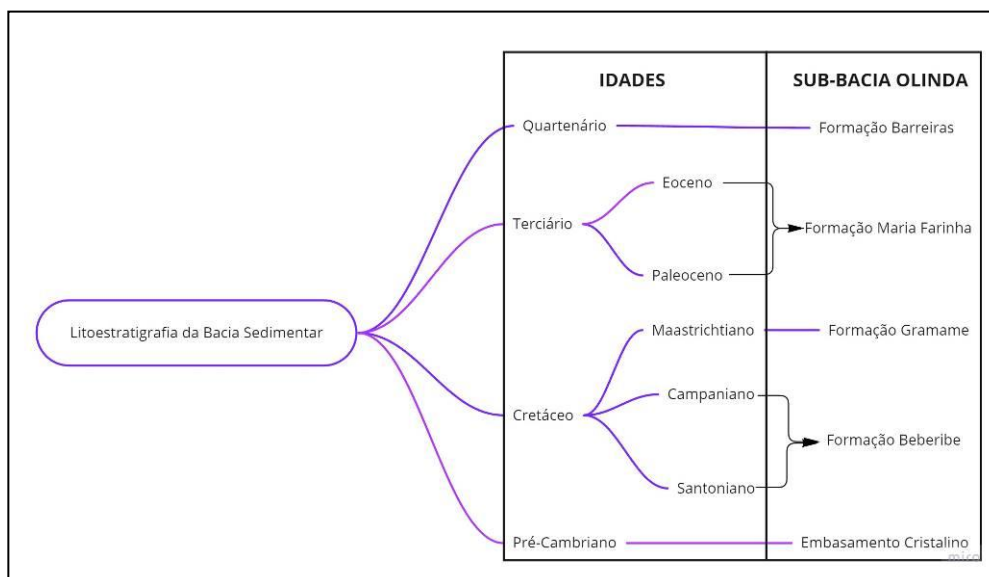 IDADES
SUB-BACIA OLINDA
Quartenário
Formação Barreiras
Eoceno
Terciário
Formação Maria Farinha
Paleoceno
Litoestratigrafia da Bacia Sedimentar
Maastrichtiano
Formação Gramame
Campaniano
Cretáceo
Formação Beberibe
Santoniano
Pré-Cambriano
Embasamento Cristalino
miro